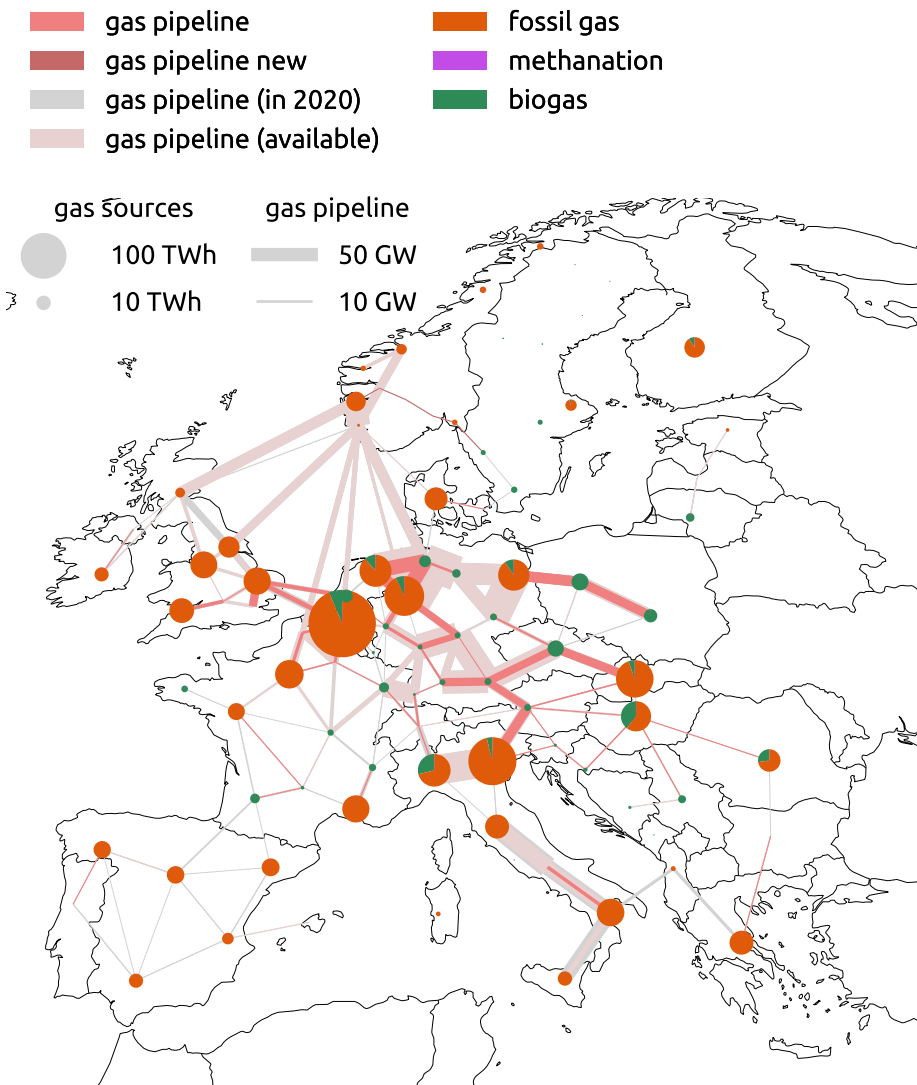 gas pipeline
gas pipeline new
gas pipeline (in 2020)
gas pipeline (available)
fossil gas
methanation
biogas
gas sources
100 TWh
10 TWh
gas pipeline
50 GW
10 GW